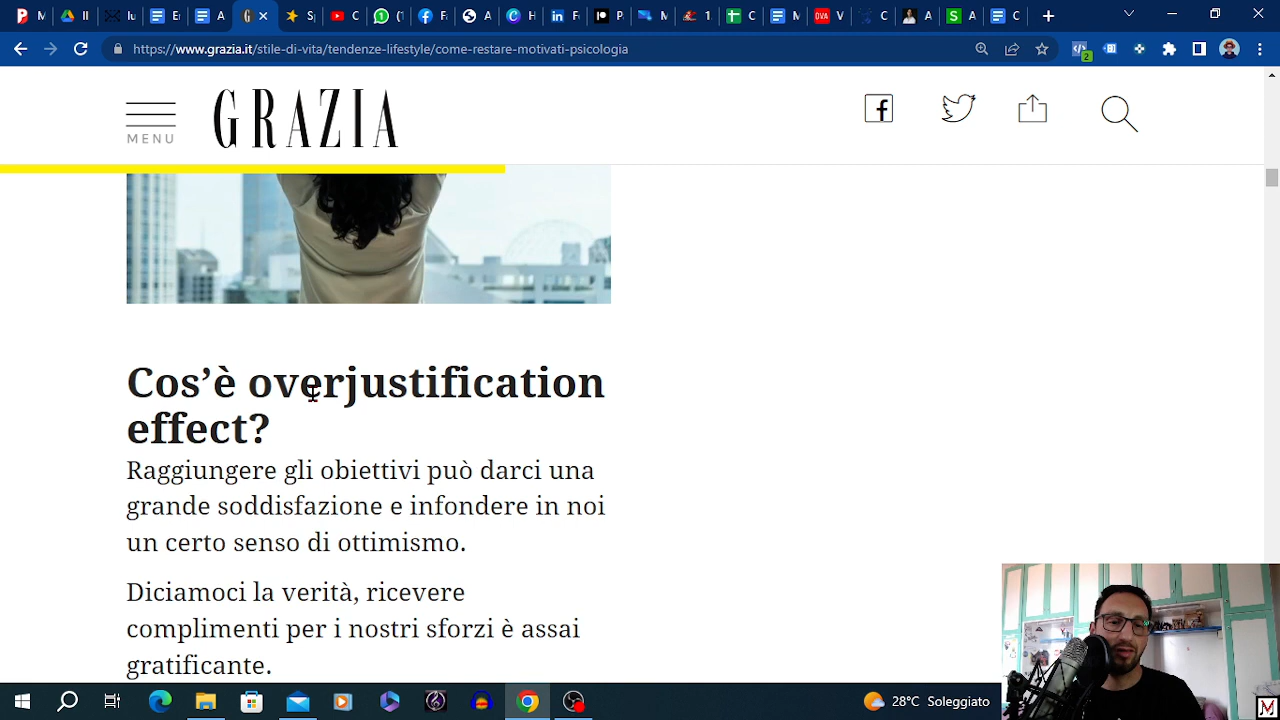 https://www.grazia.it/stile-di-vita/tendenze-lifestyle/come-restare-motivati-psicologia
2
MENU
GRAZIA
Cos’è overjustification
effect?
Raggiungere gli obiettivi può darci una
grande soddisfazione e infondere in noi
un certo senso di ottimismo.
Diciamoci la verità, ricevere
complimenti per i nostri sforzi è assai
gratificante.
28°C Soleggiato